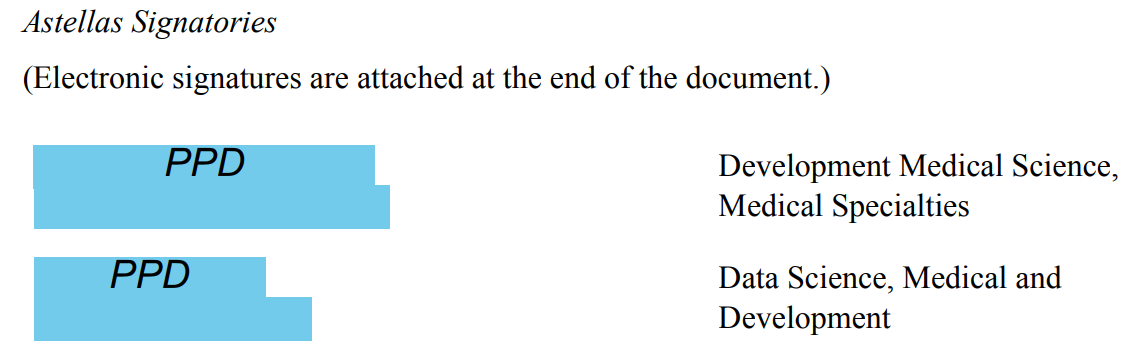 Astellas Signatories
(Electronic signatures are attached at the end of the document.)
PPD
Development Medical Science,
Medical Specialties
PPD
Data Science, Medical and
Development